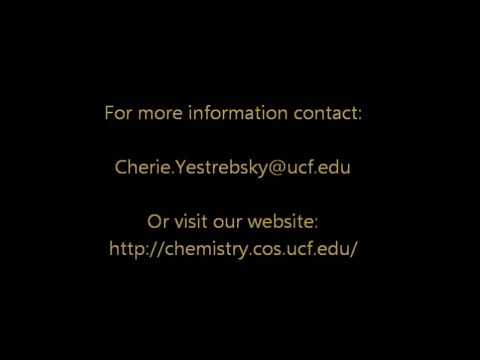 For more information contact:
Cherie.Yestrebsky@ucf.edu
Or visit our website:
http://chemistry.cos.ucf.edu/